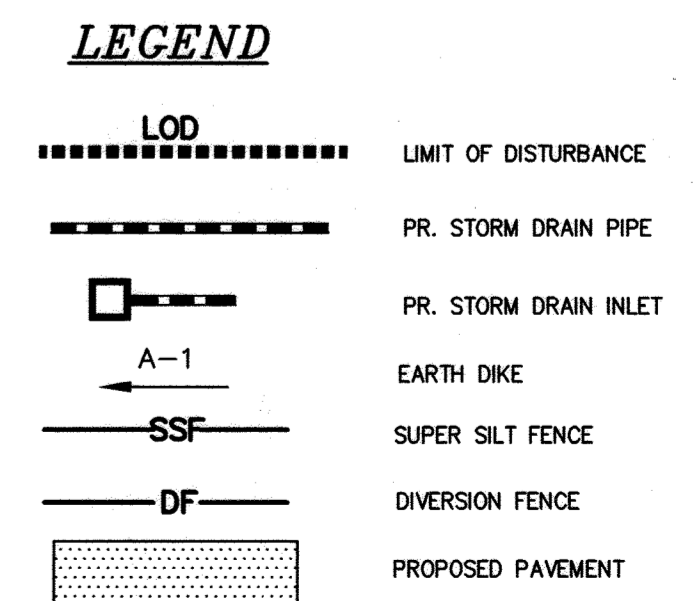 LEGEND
LOD LIMIT OF DISTURBANCE
PR. STORM DRAIN PIPE
PR. STORM DRAIN INLET
A-1 EARTH DIKE
SSF SUPER SILT FENCE
DF DIVERSION FENCE
PROPOSED PAVEMENT